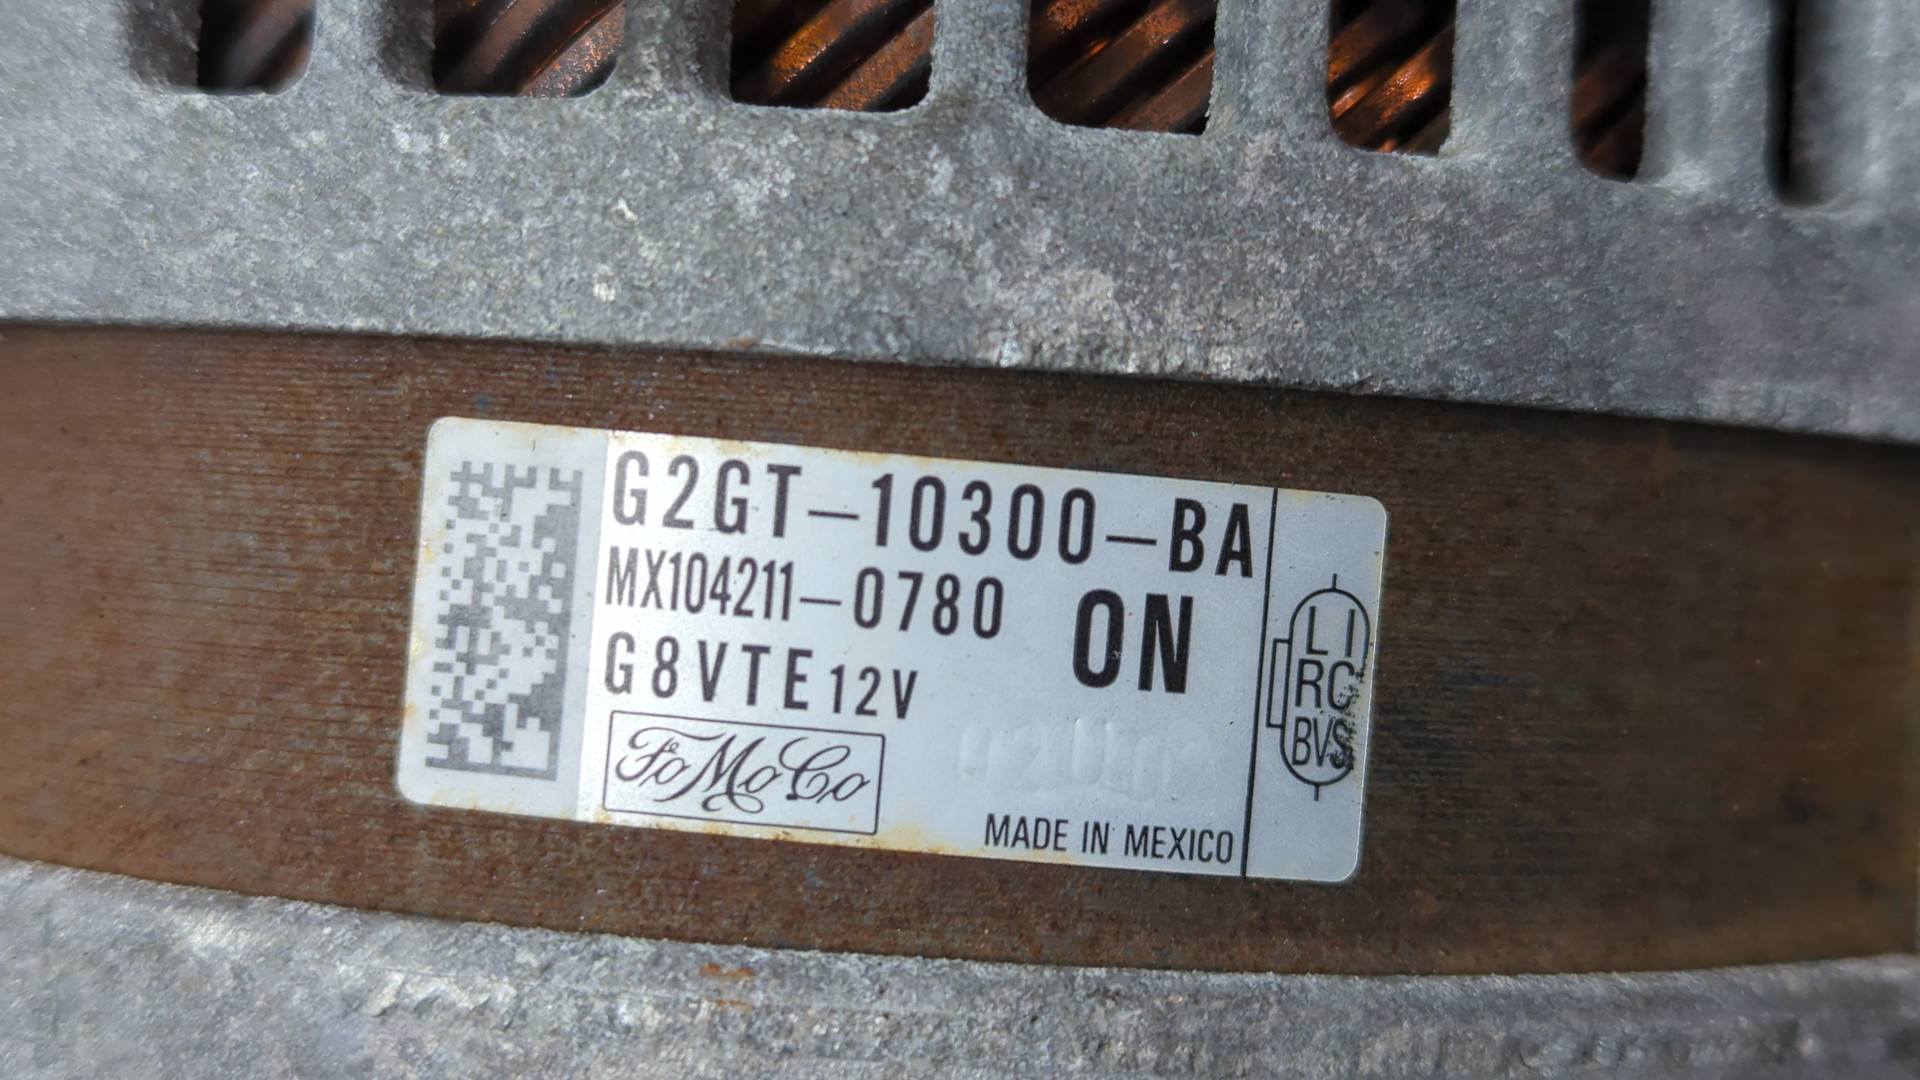 G2GT-10300-BA
MX104211-0780 ON
G8VTE 12V
FoMoCo
MADE IN MEXICO
LI
RC
BVS